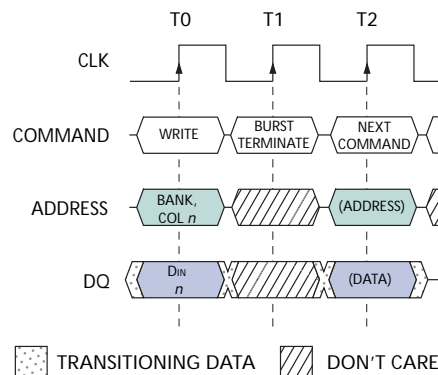 T0 T1 T2
CLK
COMMAND WRITE BURST TERMINATE NEXT COMMAND
ADDRESS BANK, COL n (ADDRESS)
DQ DIN n (DATA)
TRANSITIONING DATA DON'T CARE